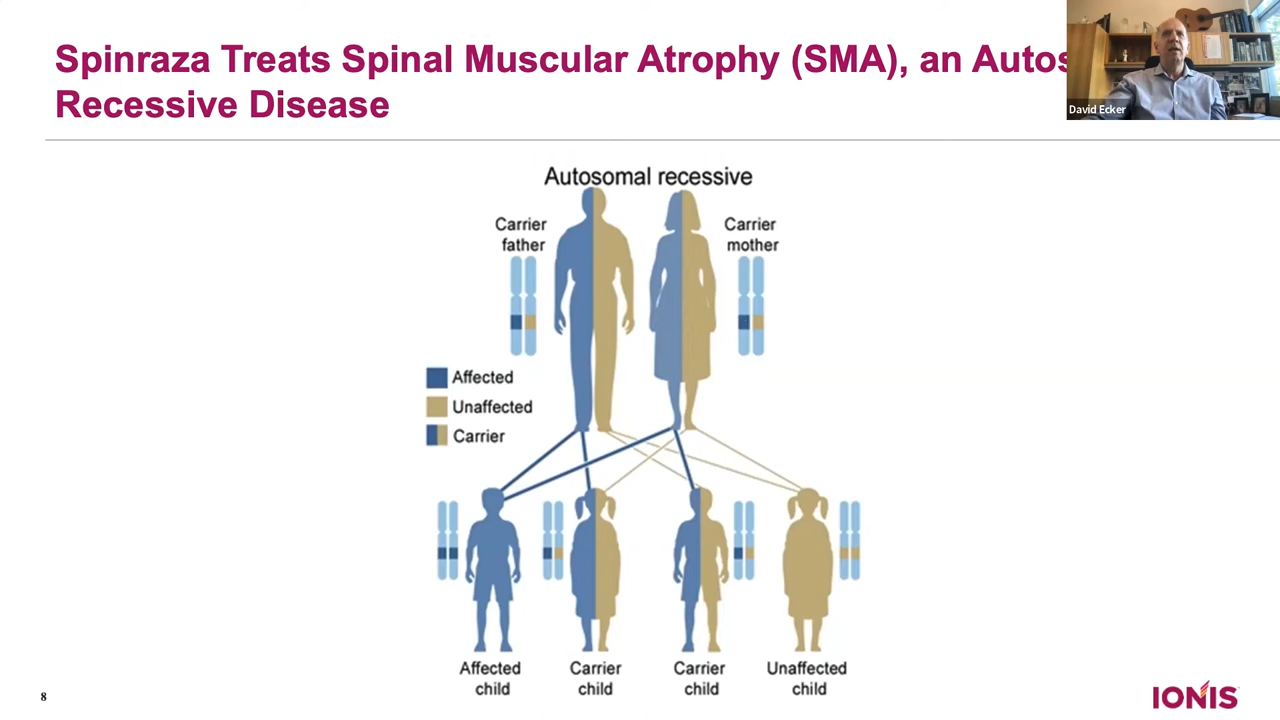 Spinraza Treats Spinal Muscular Atrophy (SMA), an Autos
Recessive Disease
David Ecker
Autosomal recessive
Carrier
father
Carrier
mother
Affected
Unaffected
Carrier
Affected
child
Carrier
child
Carrier
child
Unaffected
child
8
IONIS